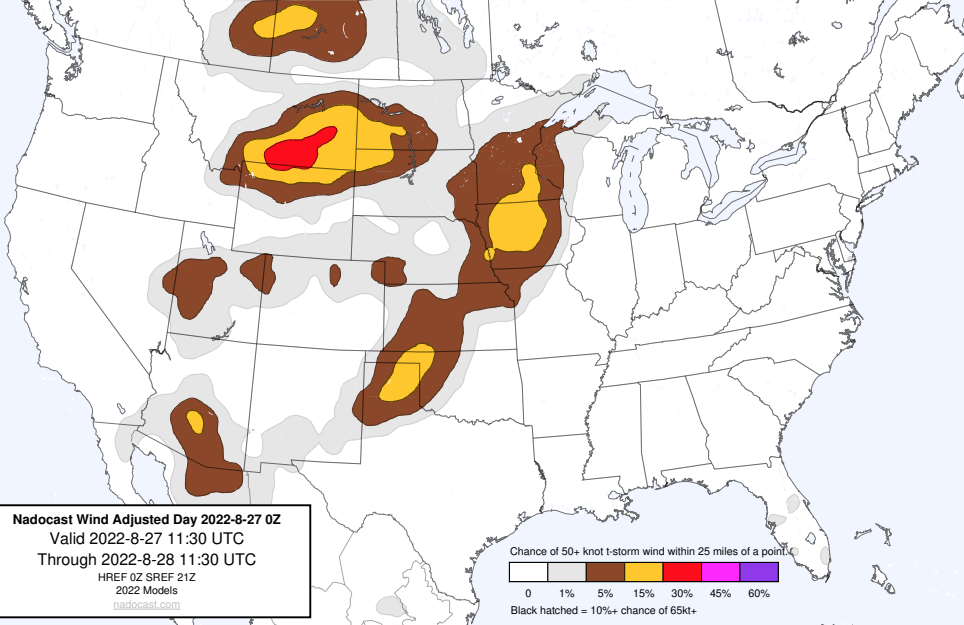 Nadocast Wind Adjusted Day 2022-8-27 0Z
Valid 2022-8-27 11:30 UTC
Through 2022-8-28 11:30 UTC
HREF 0Z SREF 21Z
2022 Models
nadocast.com
Chance of 50+ knot t-storm wind within 25 miles of a point.
0 1% 5% 15% 30% 45% 60%
Black hatched = 10%+ chance of 65kt+